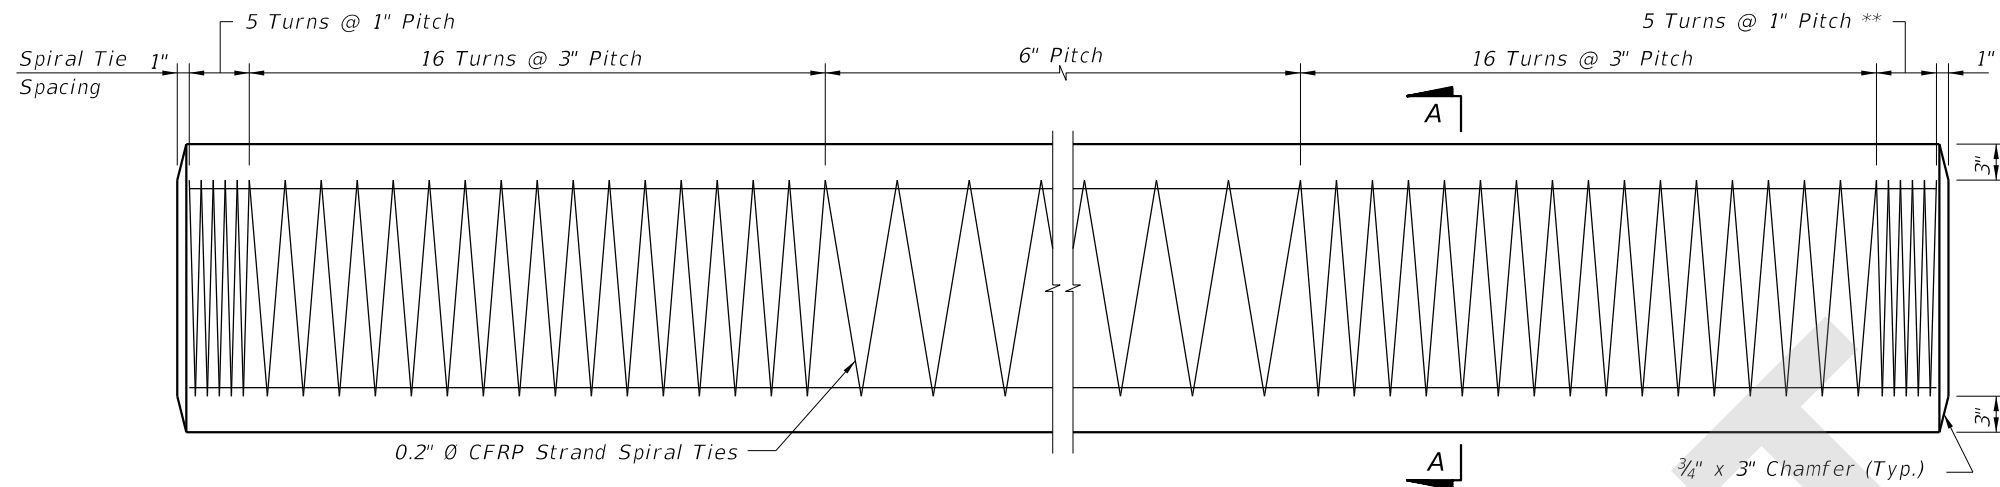 5 Turns @ 1" Pitch
5 Turns @ 1" Pitch **
Spiral Tie Spacing
1"
16 Turns @ 3" Pitch
6" Pitch
16 Turns @ 3" Pitch
1"
A
3"
3"
0.2" Ø CFRP Strand Spiral Ties
A
¾" x 3" Chamfer (Typ.)